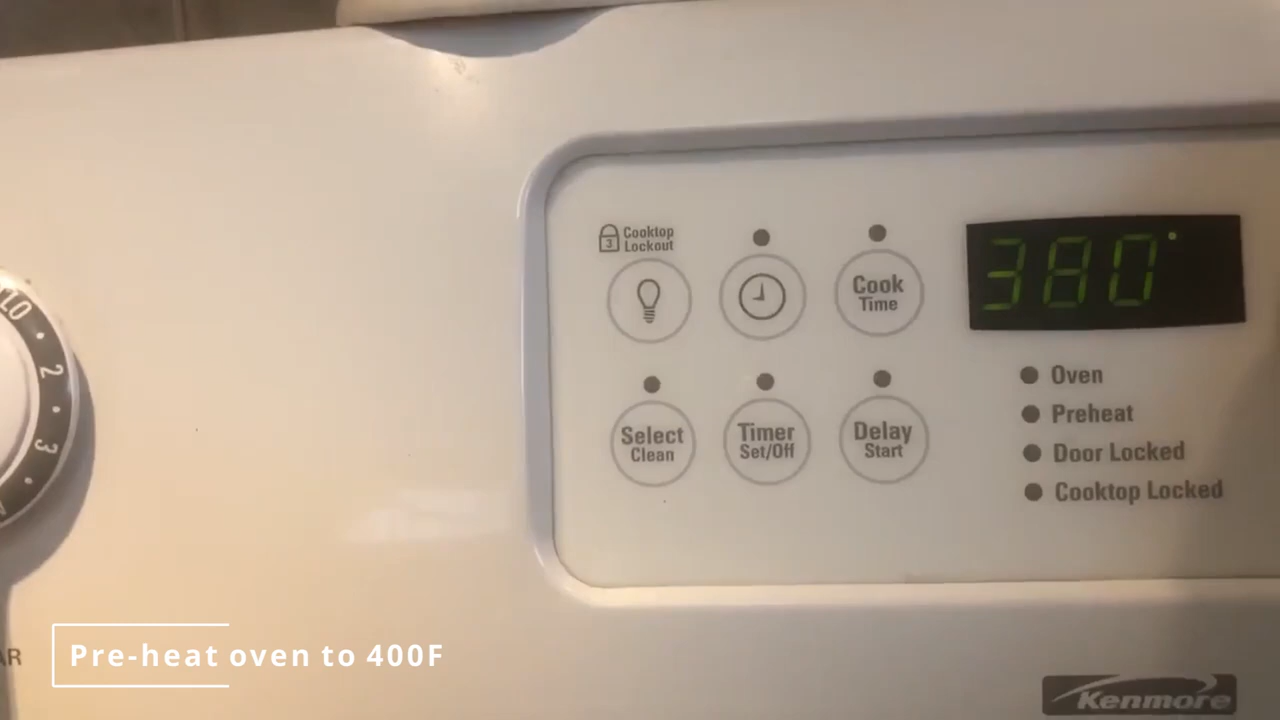 Cooktop
Lockout
3
Cook
Time
380°
LO
2
3
Select
Clean
Timer
Set/Off
Delay
Start
Oven
Preheat
Door Locked
Cooktop Locked
AR
Pre-heat oven to 400F
Kenmore